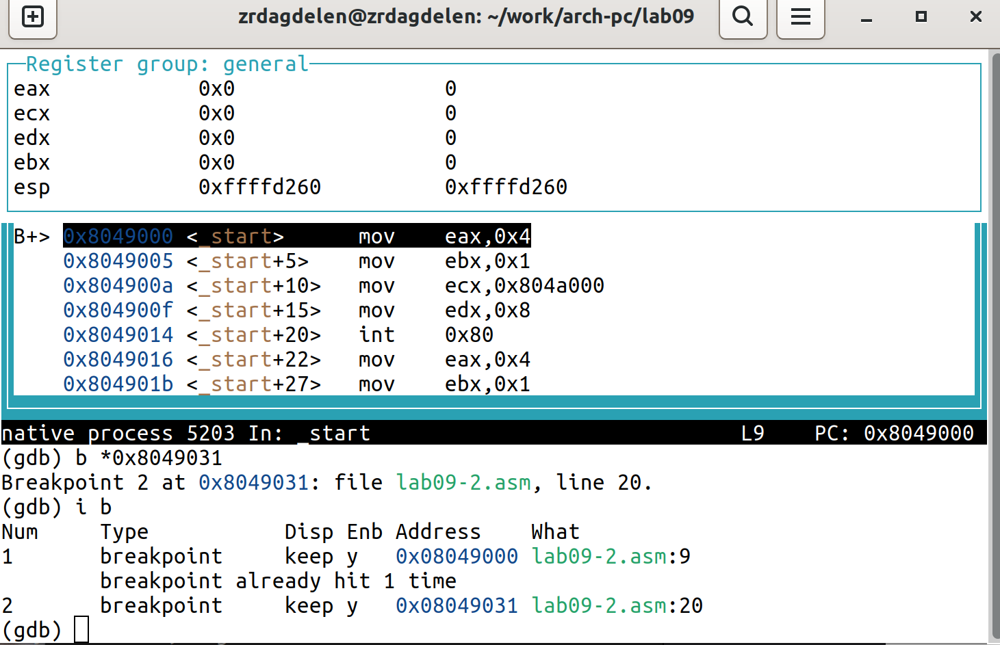 zrdagdelen@zrdagdelen: ~/work/arch-pc/lab09
Register group: general
eax 0x0 0
ecx 0x0 0
edx 0x0 0
ebx 0x0 0
esp 0xffffd260 0xffffd260
B+> 0x8049000 <_start> mov eax,0x4
0x8049005 <_start+5> mov ebx,0x1
0x804900a <_start+10> mov ecx,0x804a000
0x804900f <_start+15> mov edx,0x8
0x8049014 <_start+20> int 0x80
0x8049016 <_start+22> mov eax,0x4
0x804901b <_start+27> mov ebx,0x1
native process 5203 In: _start L9 PC: 0x8049000
(gdb) b *0x8049031
Breakpoint 2 at 0x8049031: file lab09-2.asm, line 20.
(gdb) i b
Num Type Disp Enb Address What
1 breakpoint keep y 0x08049000 lab09-2.asm:9
breakpoint already hit 1 time
2 breakpoint keep y 0x08049031 lab09-2.asm:20
(gdb)